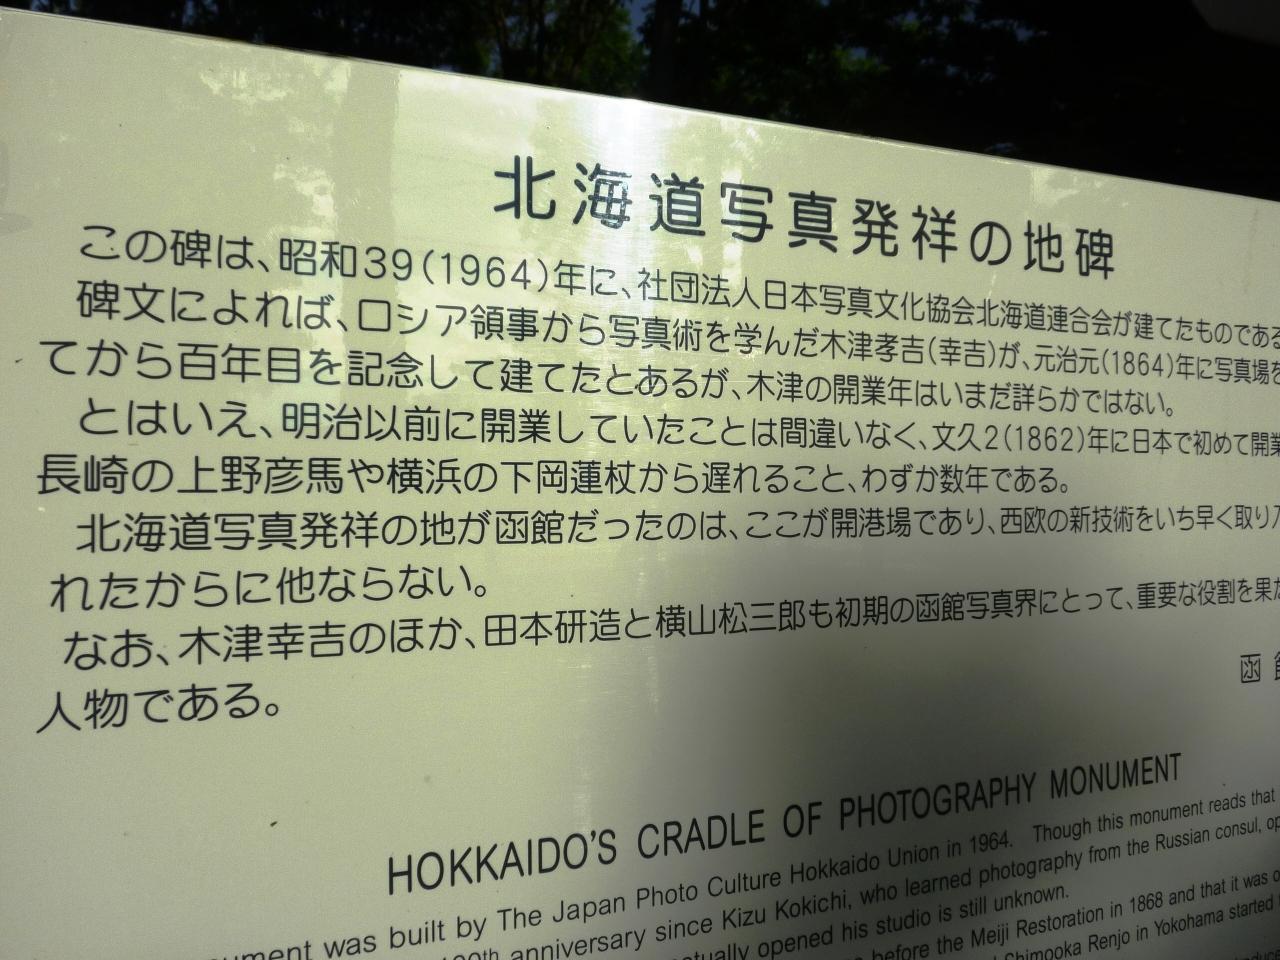 北海道写真発祥の地碑
この碑は、昭和39(1964)年に、社団法人日本写真文化協会北海道連合会が建てたものである
碑文によれば、ロシア領事から写真術を学んだ木津孝吉(幸吉)が、元治元(1864)年に写真場を
てから百年目を記念して建てたとあるが、木津の開業年はいまだ詳らかではない。
とはいえ、明治以前に開業していたことは間違いなく、文久2(1862)年に日本で初めて開業
長崎の上野彦馬や横浜の下岡蓮杖から遅れること、わずか数年である。
北海道写真発祥の地が函館だったのは、ここが開港場であり、西欧の新技術をいち早く取り入
れたからに他ならない。
なお、木津幸吉のほか、田本研造と横山松三郎も初期の函館写真界にとって、重要な役割を果た
人物である。
函 館
HOKKAIDO'S CRADLE OF PHOTOGRAPHY MONUMENT
was built by The Japan Photo Culture Hokkaido Union in 1964. Though this monument reads that
100th anniversary since Kizu Kokichi, who learned photography from the Russian consul,
opened his studio is still unknown.
before the Meiji Restoration in 1868 and that it was
Chimooka Renjo in Yokohama started